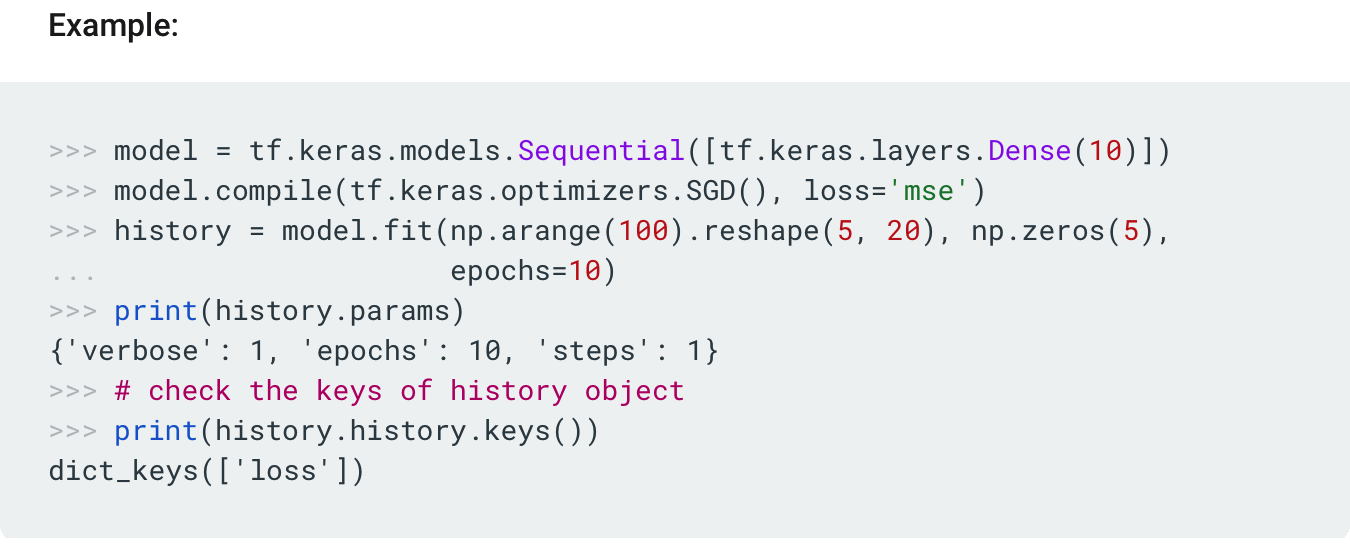 Example:
>>> model = tf.keras.models.Sequential([tf.keras.layers.Dense(10)])
>>> model.compile(tf.keras.optimizers.SGD(), loss='mse')
>>> history = model.fit(np.arange(100).reshape(5, 20), np.zeros(5),
...                     epochs=10)
>>> print(history.params)
{'verbose': 1, 'epochs': 10, 'steps': 1}
>>> # check the keys of history object
>>> print(history.history.keys())
dict_keys(['loss'])